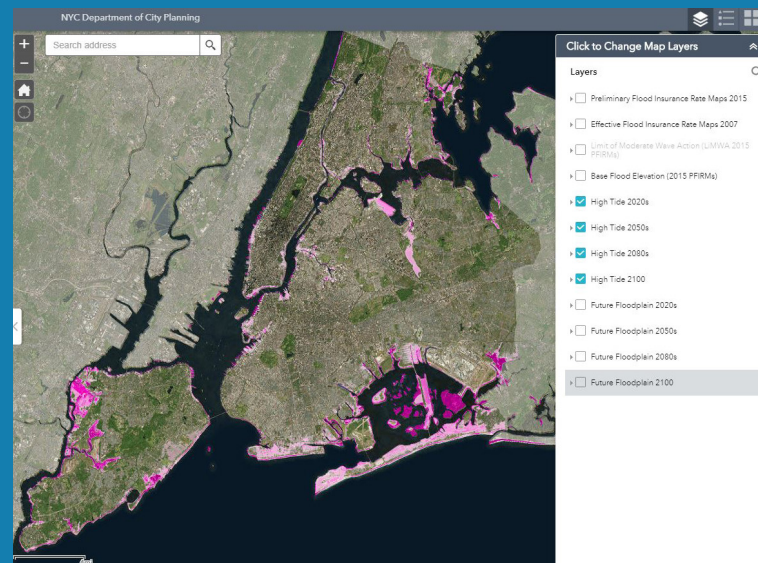 NYC Department of City Planning
Search address
Click to Change Map Layers
Layers
Preliminary Flood Insurance Rate Maps 2015
Effective Flood Insurance Rate Maps 2007
Limit of Moderate Wave Action (LiMWA 2015
PFIRMs)
Base Flood Elevation (2015 PFIRMs)
High Tide 2020s
High Tide 2050s
High Tide 2080s
High Tide 2100
Future Floodplain 2020s
Future Floodplain 2050s
Future Floodplain 2080s
Future Floodplain 2100